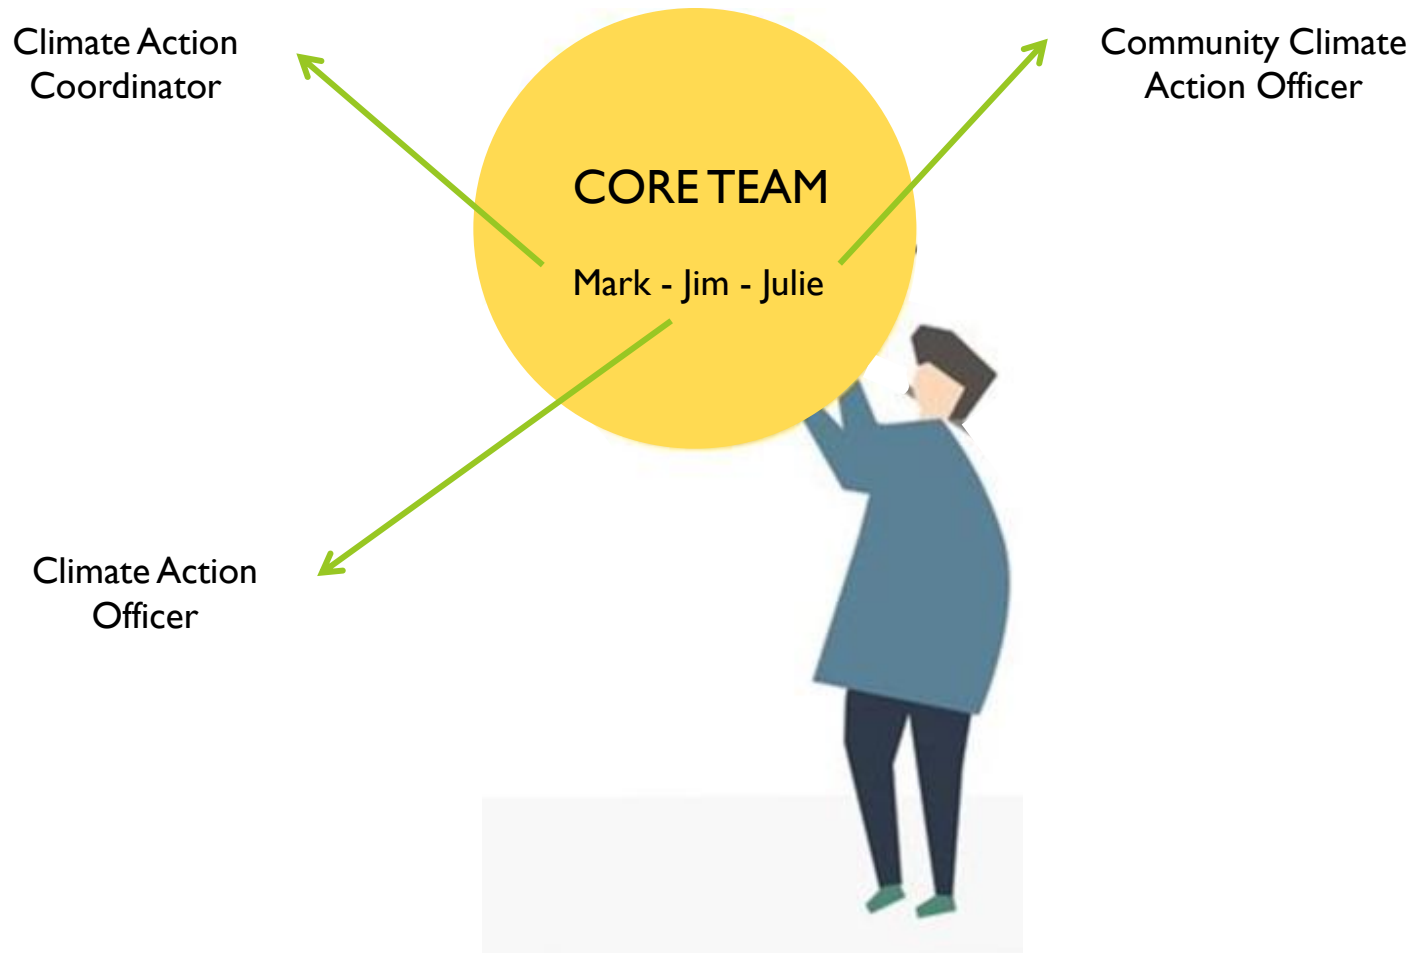 Climate Action
Coordinator
Community Climate
Action Officer
CORE TEAM
Mark - Jim - Julie
Climate Action
Officer